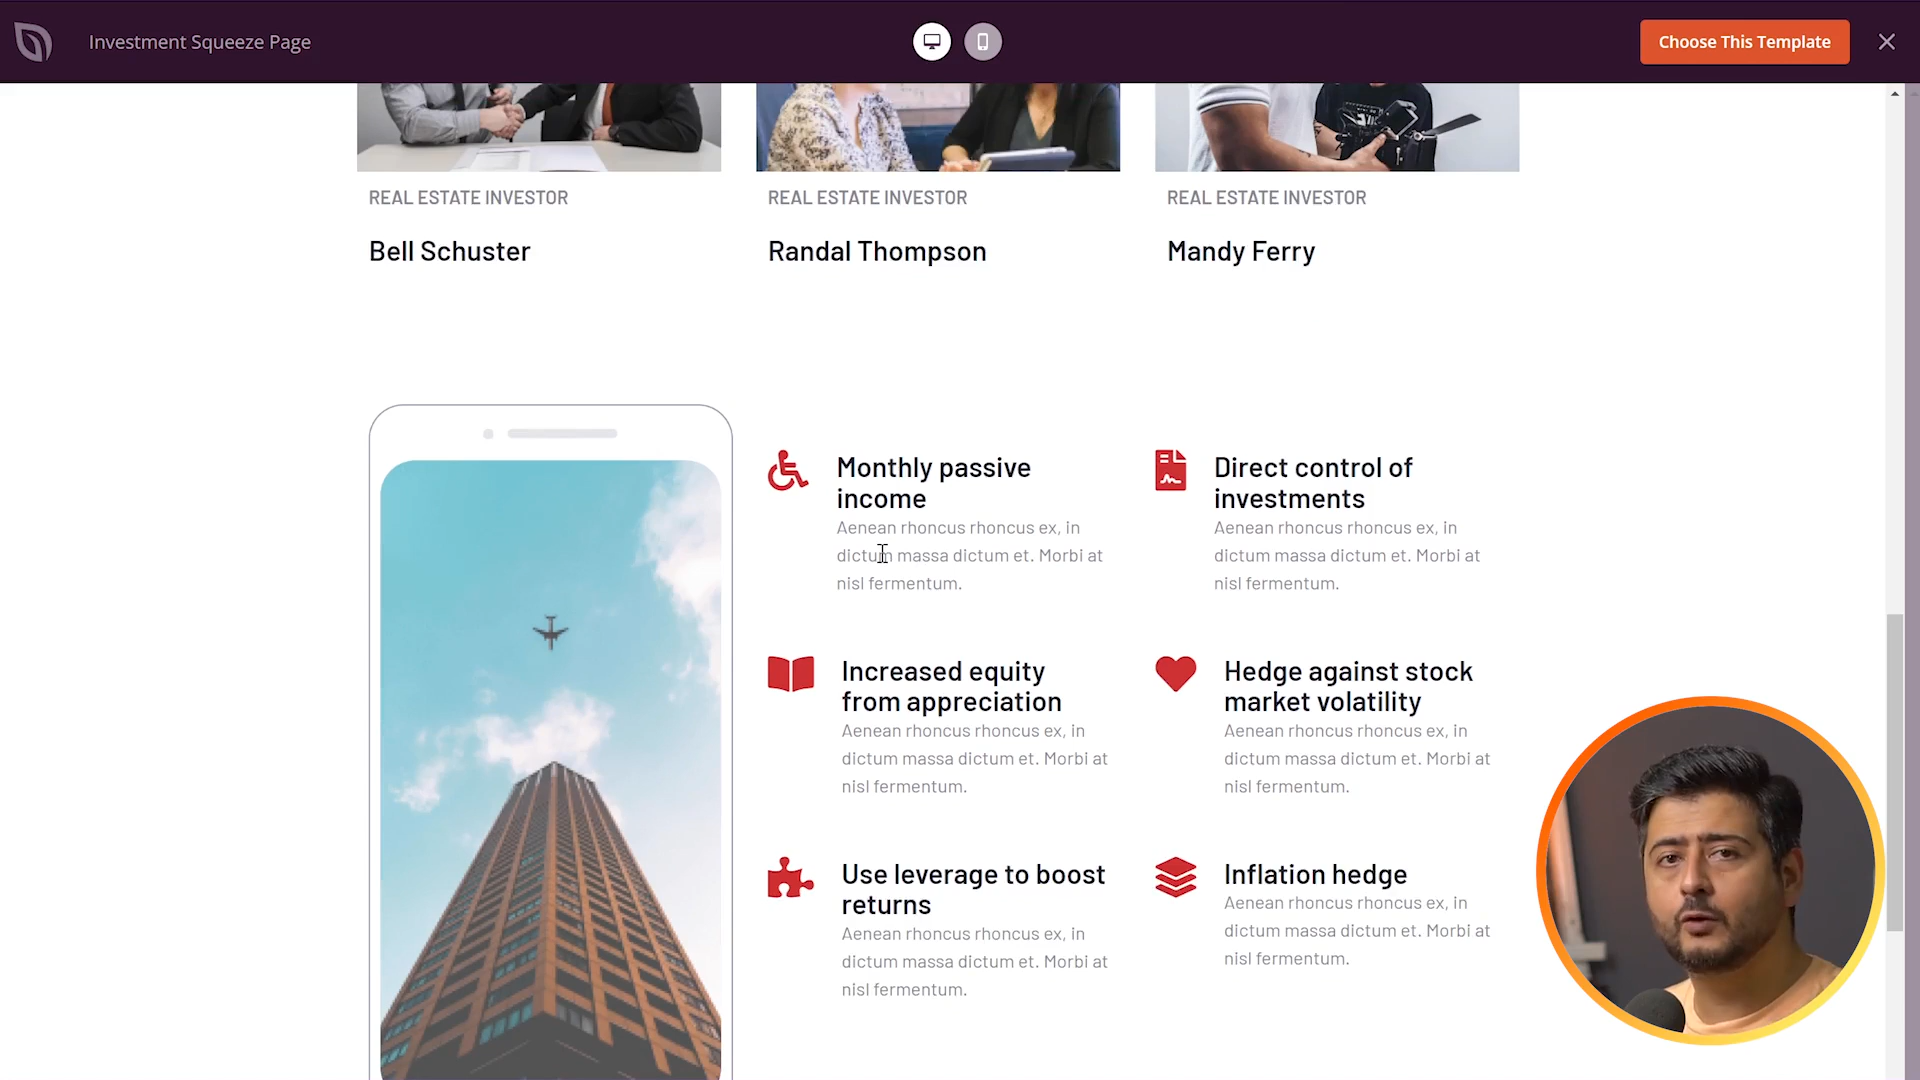 Investment Squeeze Page
Choose This Template
REAL ESTATE INVESTOR
Bell Schuster
REAL ESTATE INVESTOR
Randal Thompson
REAL ESTATE INVESTOR
Mandy Ferry
Monthly passive
income
Aenean rhoncus rhoncus ex, in
dictum massa dictum et. Morbi at
nisl fermentum.
Direct control of
investments
Aenean rhoncus rhoncus ex, in
dictum massa dictum et. Morbi at
nisl fermentum.
Increased equity
from appreciation
Aenean rhoncus rhoncus ex, in
dictum massa dictum et. Morbi at
nisl fermentum.
Hedge against stock
market volatility
Aenean rhoncus rhoncus ex, in
dictum massa dictum et. Morbi at
nisl fermentum.
Use leverage to boost
returns
Aenean rhoncus rhoncus ex, in
dictum massa dictum et. Morbi at
nisl fermentum.
Inflation hedge
Aenean rhoncus rhoncus ex, in
dictum massa dictum et. Morbi at
nisl fermentum.